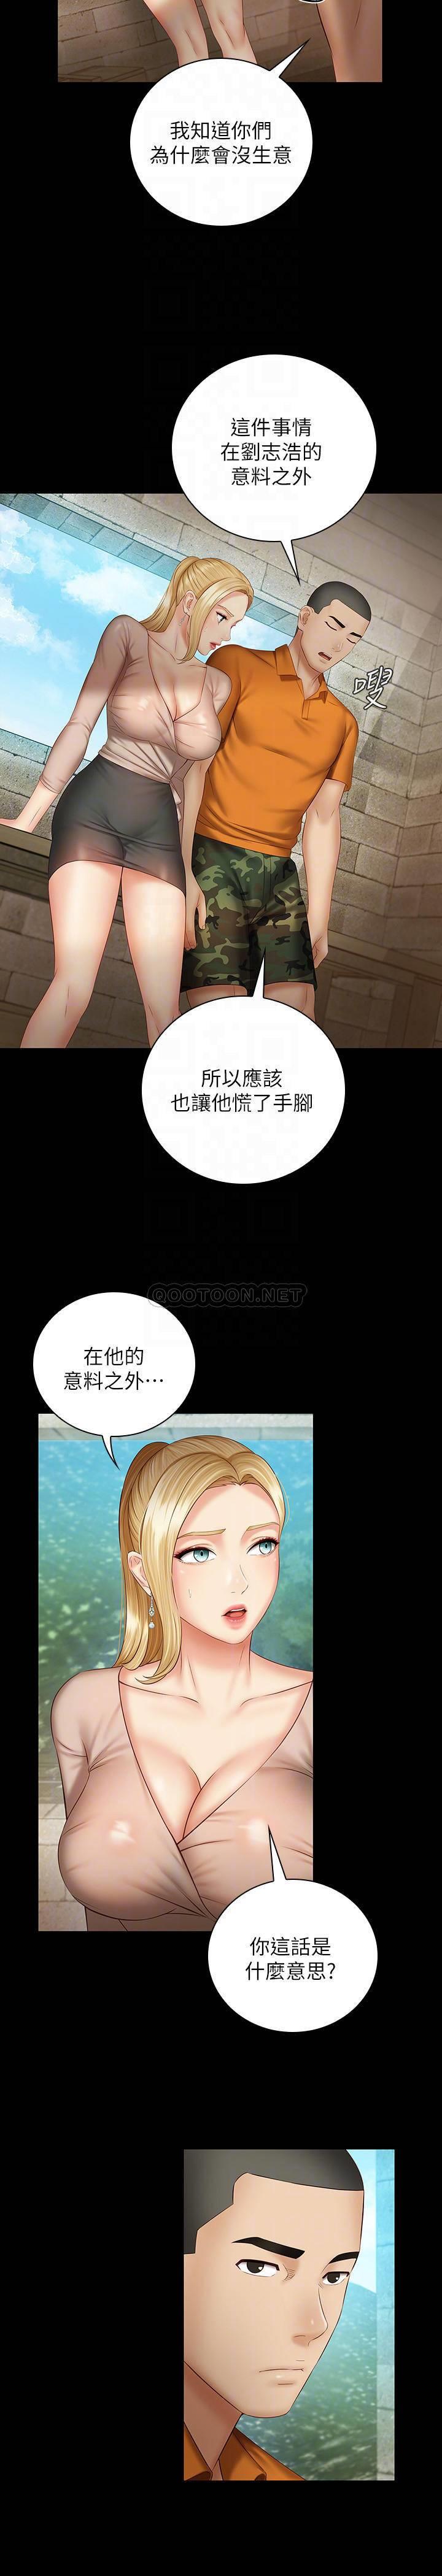 我知道你們
為什麼會沒生意
這件事情
在劉志浩的
意料之外
嗖
所以應該
也讓他慌了手腳
QOOTOON.NET
在他的
意料之外…
你這話是
什麼意思?